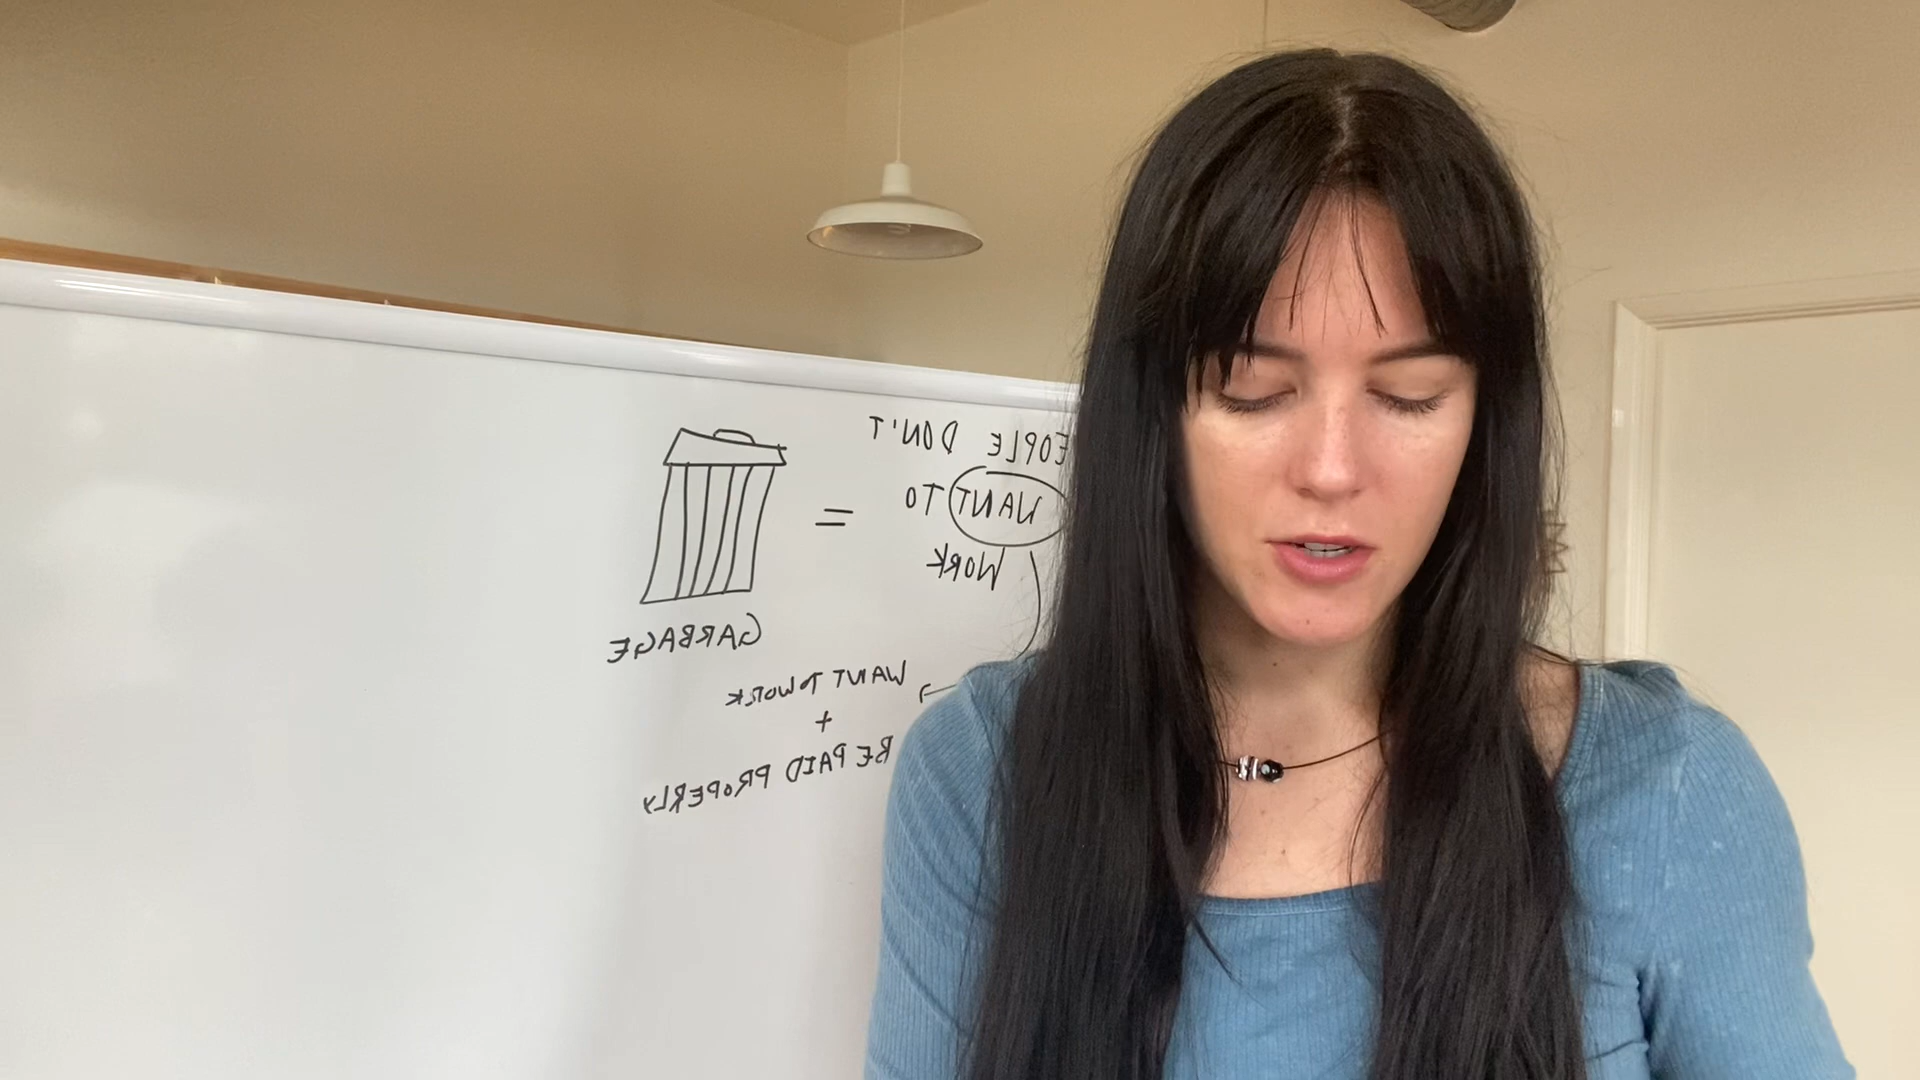 EOPLE DON'T
WANT TO
WORK
=
GARBAGE
WANT TO WORK
+
BE PAID PROPERLY